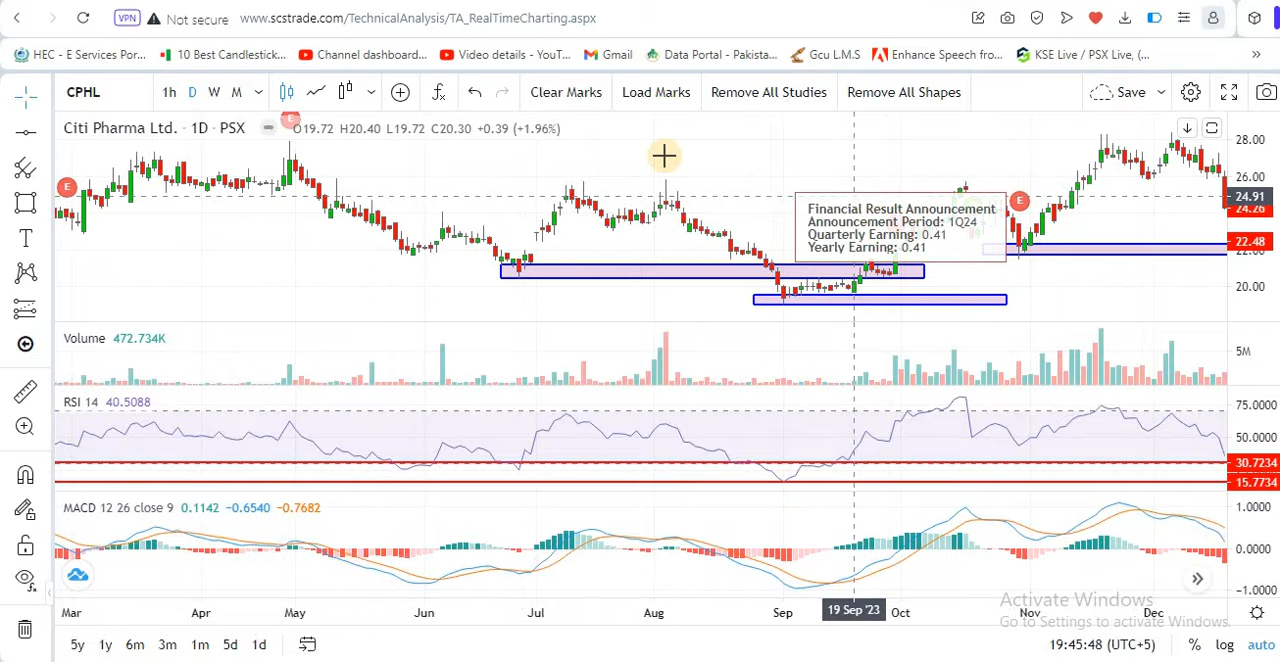 VPN Not secure www.scstrade.com/TechnicalAnalysis/TA_RealTimeCharting.aspx
HEC - E Services Por... 10 Best Candlestick... Channel dashboard... Video details - YouT... Gmail Data Portal - Pakista... Gcu L.M.S Enhance Speech fro... KSE Live / PSX Live, (... »
CPHL 1h D W M Clear Marks Load Marks Remove All Studies Remove All Shapes Save
Citi Pharma Ltd. · 1D · PSX O19.72 H20.40 L19.72 C20.30 +0.39 (+1.96%)
E
E
E
28.00
26.00
24.91
24.26
22.48
22.00
20.00
Financial Result Announcement
Announcement Period: 1Q24
Quarterly Earning: 0.41
Yearly Earning: 0.41
Volume 472.734K
5M
RSI 14 40.5088
75.0000
50.0000
30.7234
15.7734
MACD 12 26 close 9 0.1142 −0.6540 −0.7682
1.0000
0.0000
−1.0000
Mar Apr May Jun Jul Aug Sep 19 Sep '23 Oct Nov Dec
Activate Windows
Go to Settings to activate Windows.
5y 1y 6m 3m 1m 5d 1d 19:45:48 (UTC+5) % log auto